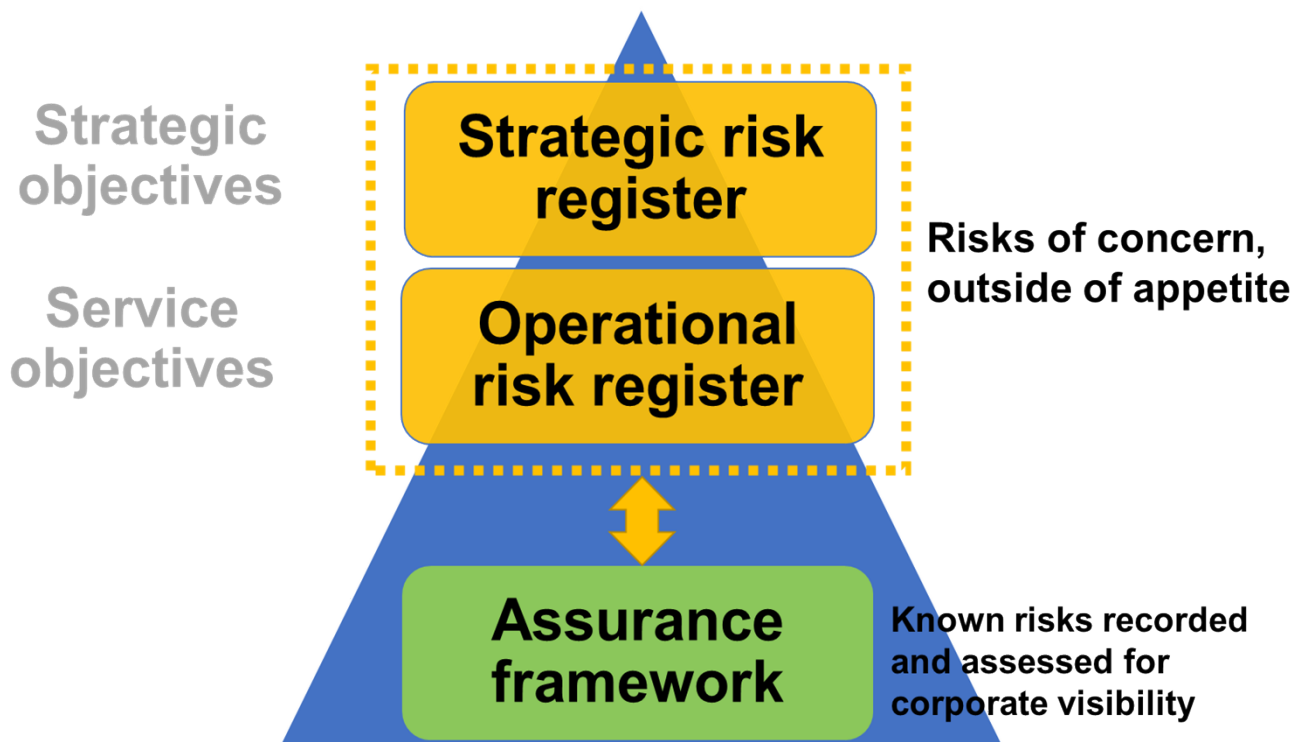 Strategic
objectives
Strategic risk
register
Risks of concern,
outside of appetite
Service
objectives
Operational
risk register
Assurance
framework
Known risks recorded
and assessed for
corporate visibility